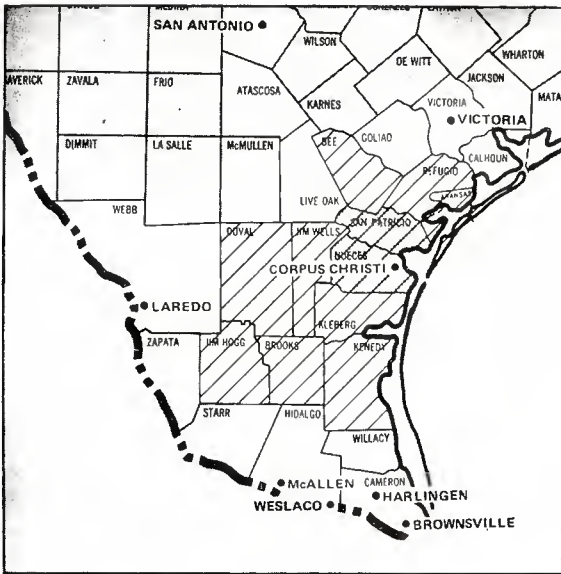 SAN ANTONIO
WILSON
DE WITT
WHARTON
JACKSON
MATA
ZAVALA
FRIO
ATASCOSA
KARNES
VICTORIA
VICTORIA
GOLIAD
BEE
CALHOUN
DIMMIT
LA SALLE
McMULLEN
REFUGIO
ARANSAS
LIVE OAK
WEBB
SAN PATRICIO
DUVAL
JIM WELLS
NUECES
CORPUS CHRISTI
LAREDO
KLEBERG
ZAPATA
JIM HOGG
BROOKS
KENEDY
STARR
HIDALGO
WILLACY
McALLEN
CAMERON
HARLINGEN
WESLACO
BROWNSVILLE